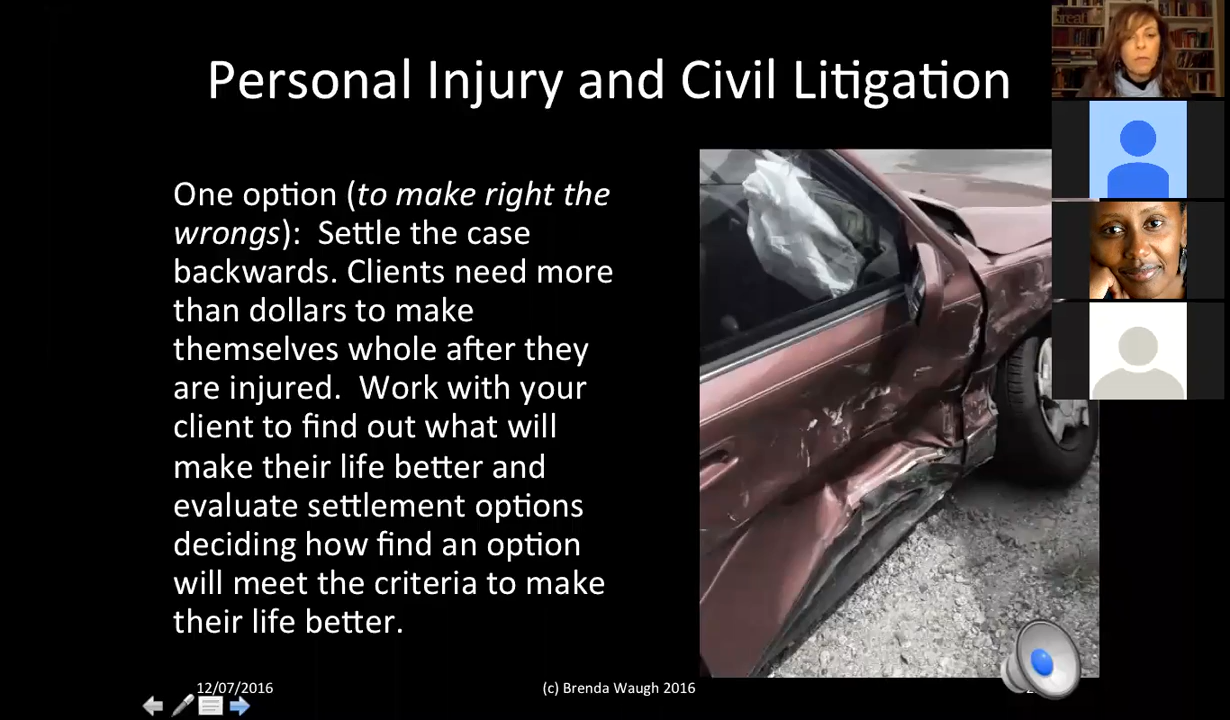 Personal Injury and Civil Litigation
One option (to make right the
wrongs): Settle the case
backwards. Clients need more
than dollars to make
themselves whole after they
are injured. Work with your
client to find out what will
make their life better and
evaluate settlement options
deciding how find an option
will meet the criteria to make
their life better.
12/07/2016
(c) Brenda Waugh 2016